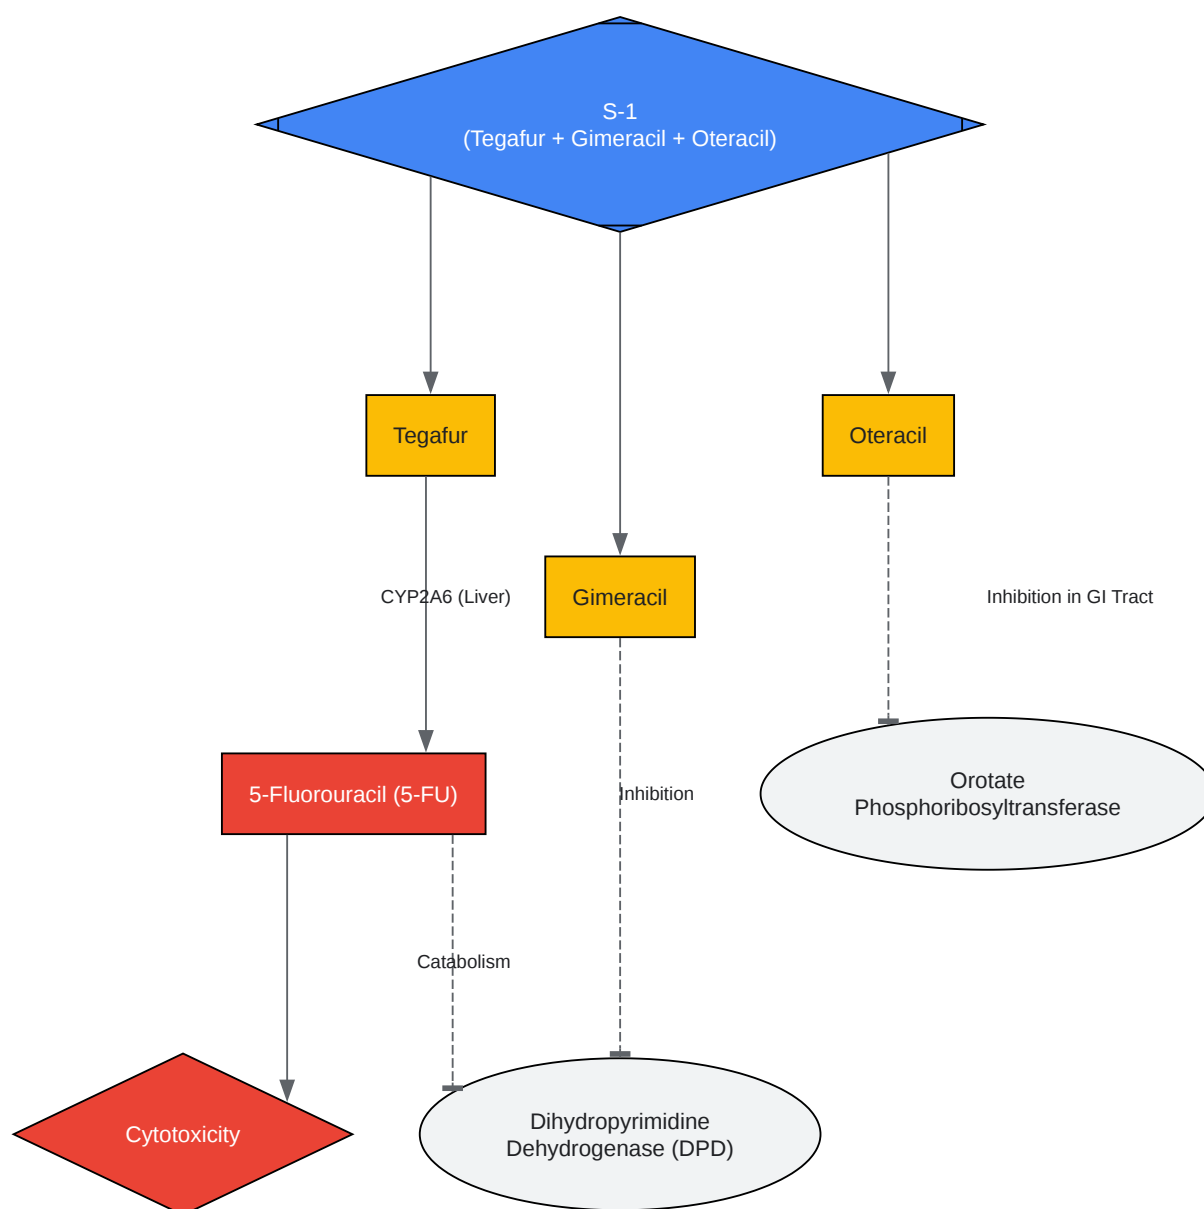 S-1
(Tegafur + Gimeracil + Oteracil)
Tegafur
Oteracil
CYP2A6 (Liver)
Gimeracil
Inhibition in GI Tract
5-Fluorouracil (5-FU)
Inhibition
Orotate
Phosphoribosyltransferase
Catabolism
Cytotoxicity
Dihydropyrimidine
Dehydrogenase (DPD)